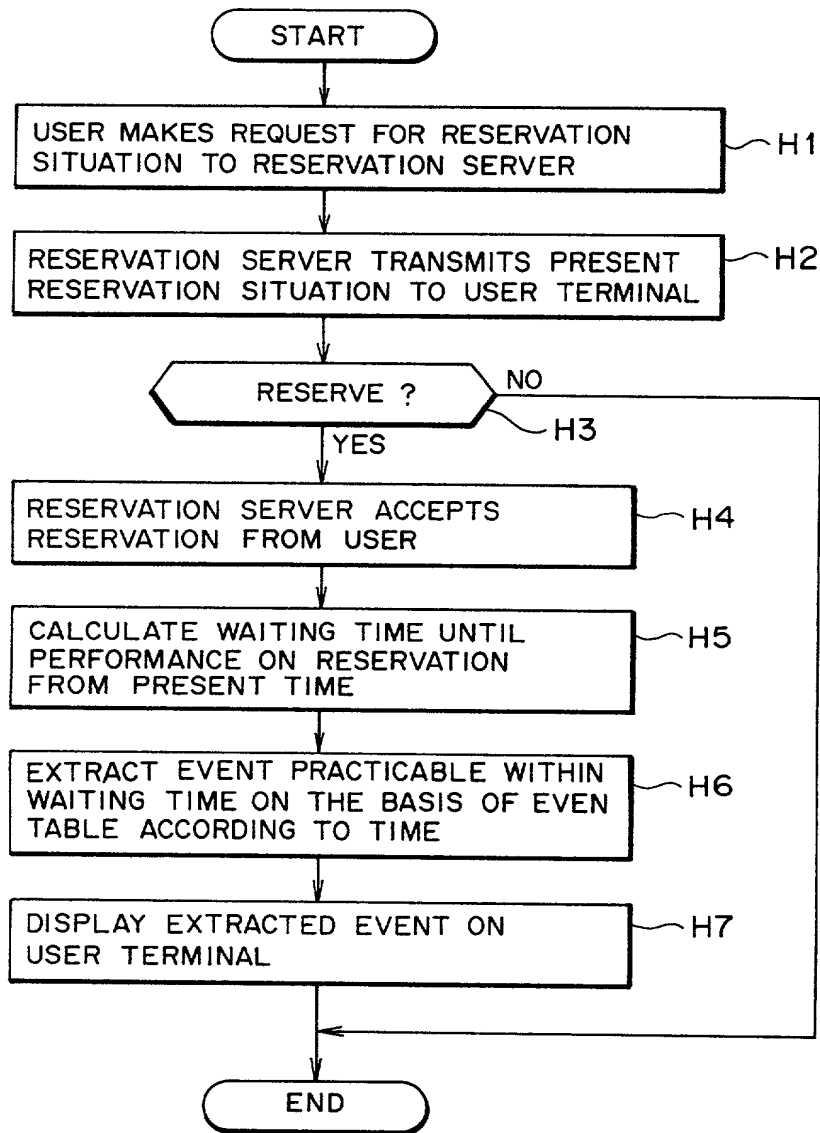 START
USER MAKES REQUEST FOR RESERVATION
SITUATION TO RESERVATION SERVER
H1
RESERVATION SERVER TRANSMITS PRESENT
RESERVATION SITUATION TO USER TERMINAL
H2
RESERVE ?
NO
H3
YES
RESERVATION SERVER ACCEPTS
RESERVATION FROM USER
H4
CALCULATE WAITING TIME UNTIL
PERFORMANCE ON RESERVATION
FROM PRESENT TIME
H5
EXTRACT EVENT PRACTICABLE WITHIN
WAITING TIME ON THE BASIS OF EVEN
TABLE ACCORDING TO TIME
H6
DISPLAY EXTRACTED EVENT ON
USER TERMINAL
H7
END